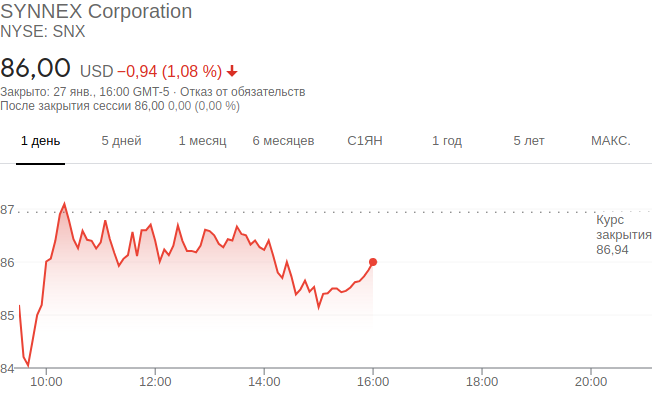 SYNNEX Corporation
NYSE: SNX
86,00 USD −0,94 (1,08 %)
Закрыто: 27 янв., 16:00 GMT-5 · Отказ от обязательств
После закрытия сессии 86,00 0,00 (0,00 %)
1 день 5 дней 1 месяц 6 месяцев С1ЯН 1 год 5 лет МАКС.
87
Курс
закрытия
86,94
86
85
84
10:00 12:00 14:00 16:00 18:00 20:00